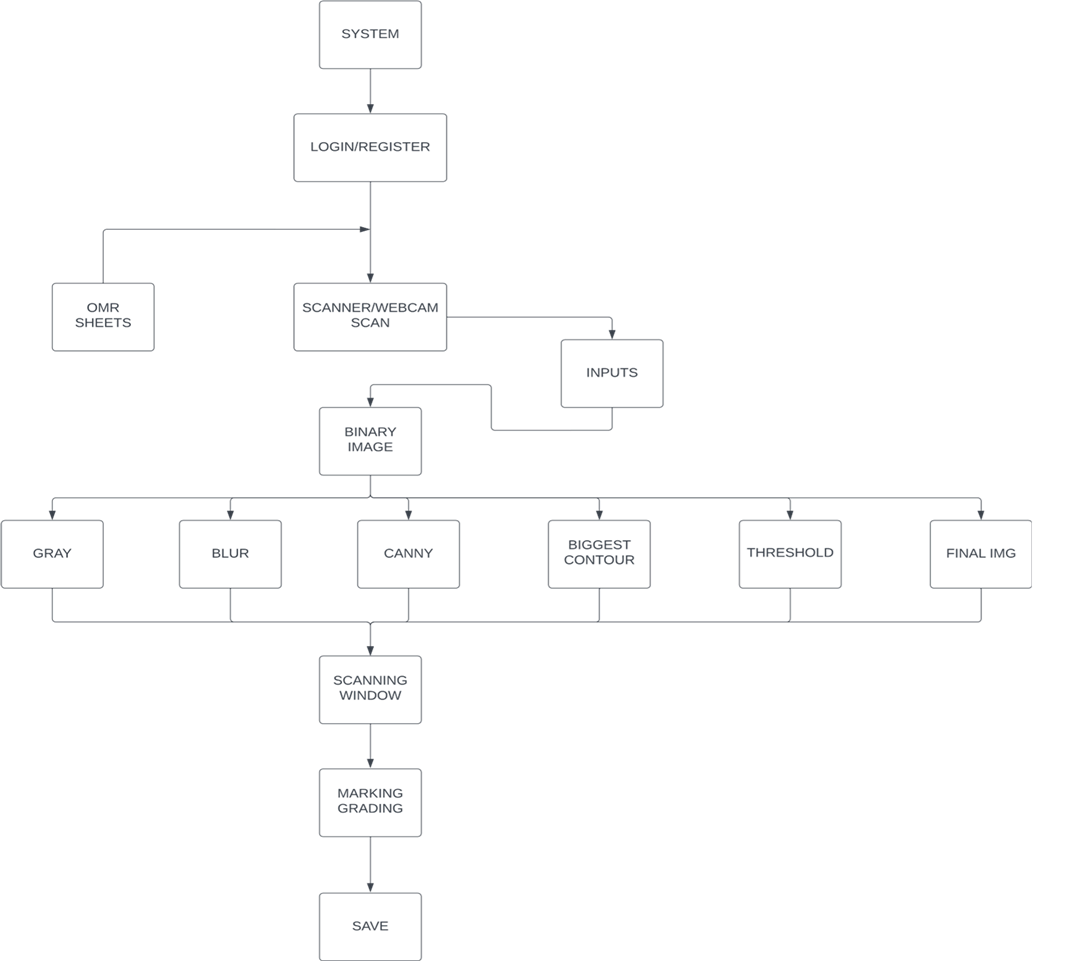 SYSTEM
LOGIN/REGISTER
OMR
SHEETS
SCANNER/WEBCAM
SCAN
INPUTS
BINARY
IMAGE
GRAY
BLUR
CANNY
BIGGEST
CONTOUR
THRESHOLD
FINAL IMG
SCANNING
WINDOW
MARKING
GRADING
SAVE